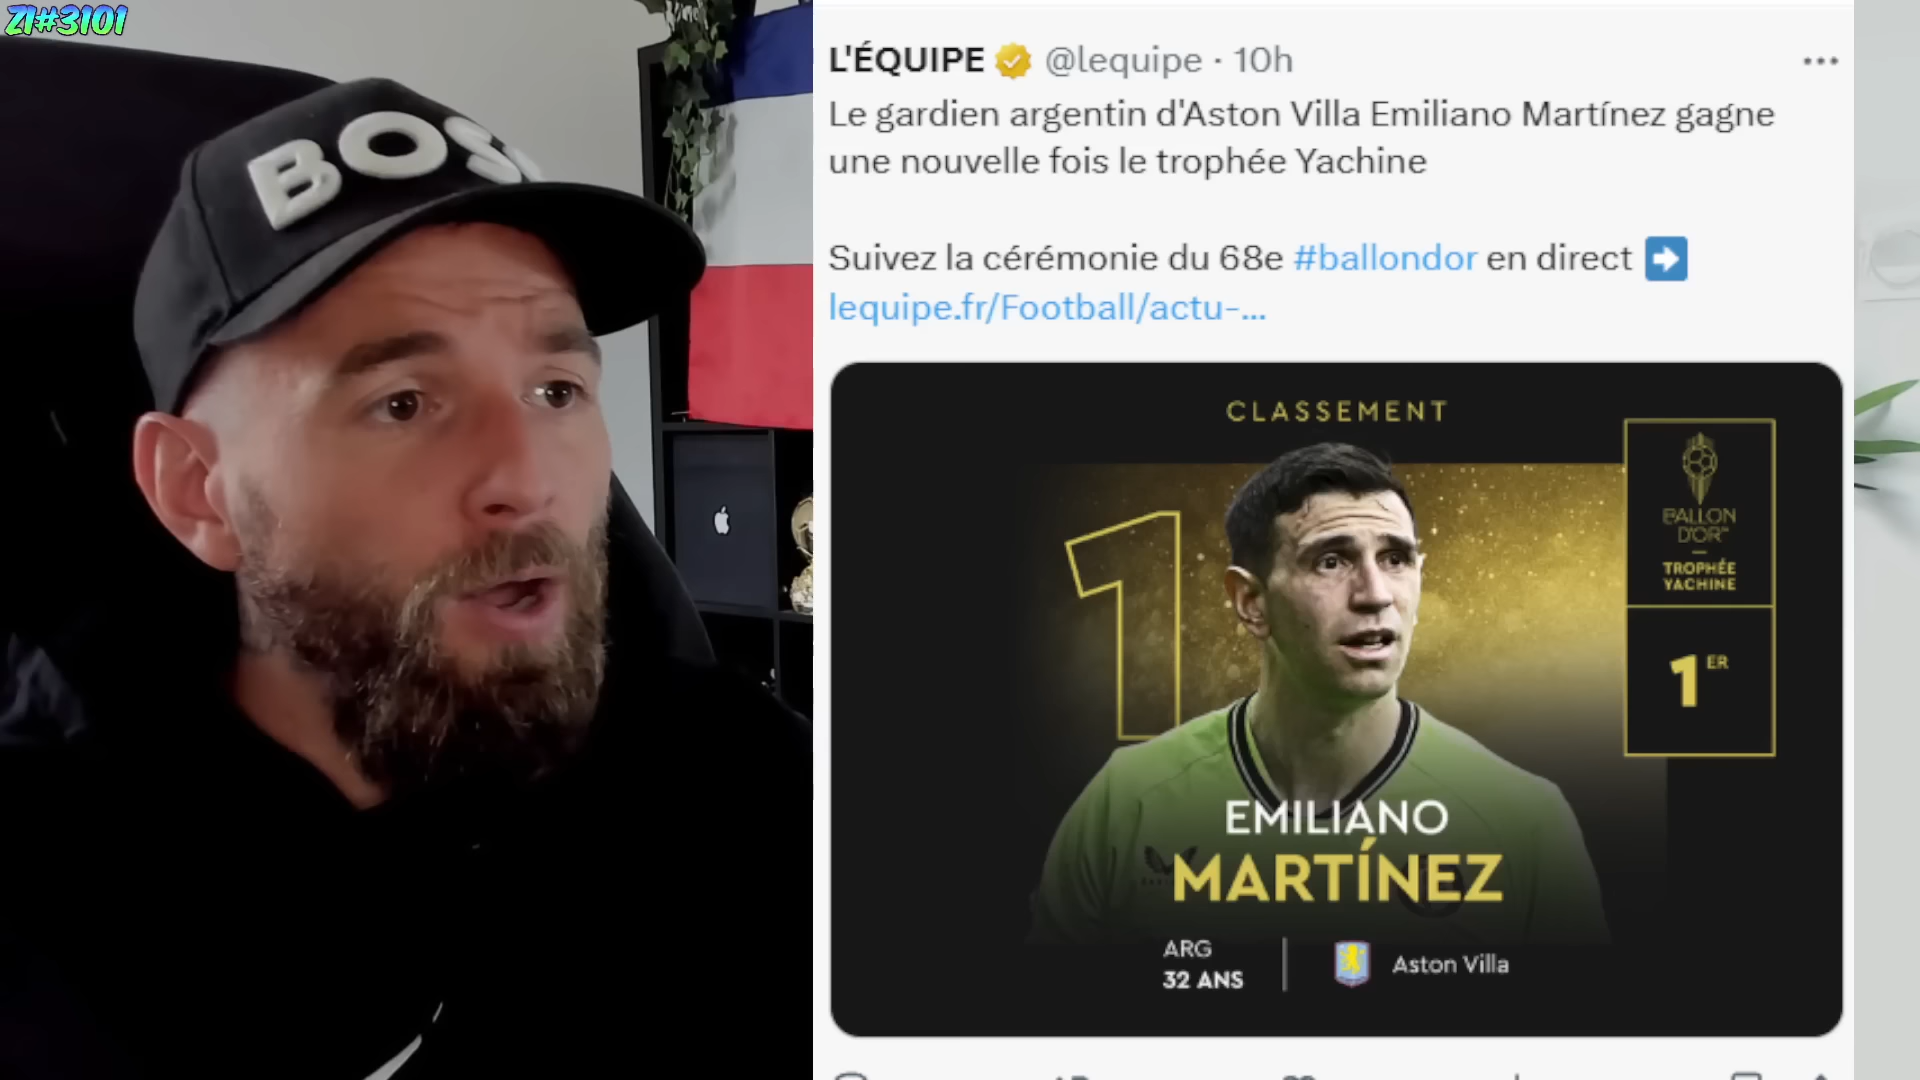 Z1#3101
BOSS
L'ÉQUIPE @lequipe · 10h
Le gardien argentin d'Aston Villa Emiliano Martínez gagne
une nouvelle fois le trophée Yachine
Suivez la cérémonie du 68e #ballondor en direct
lequipe.fr/Football/actu-...
CLASSEMENT
1
BALLON
D'OR
TROPHÉE
YACHINE
1ER
EMILIANO
MARTÍNEZ
ARG
32 ANS
Aston Villa